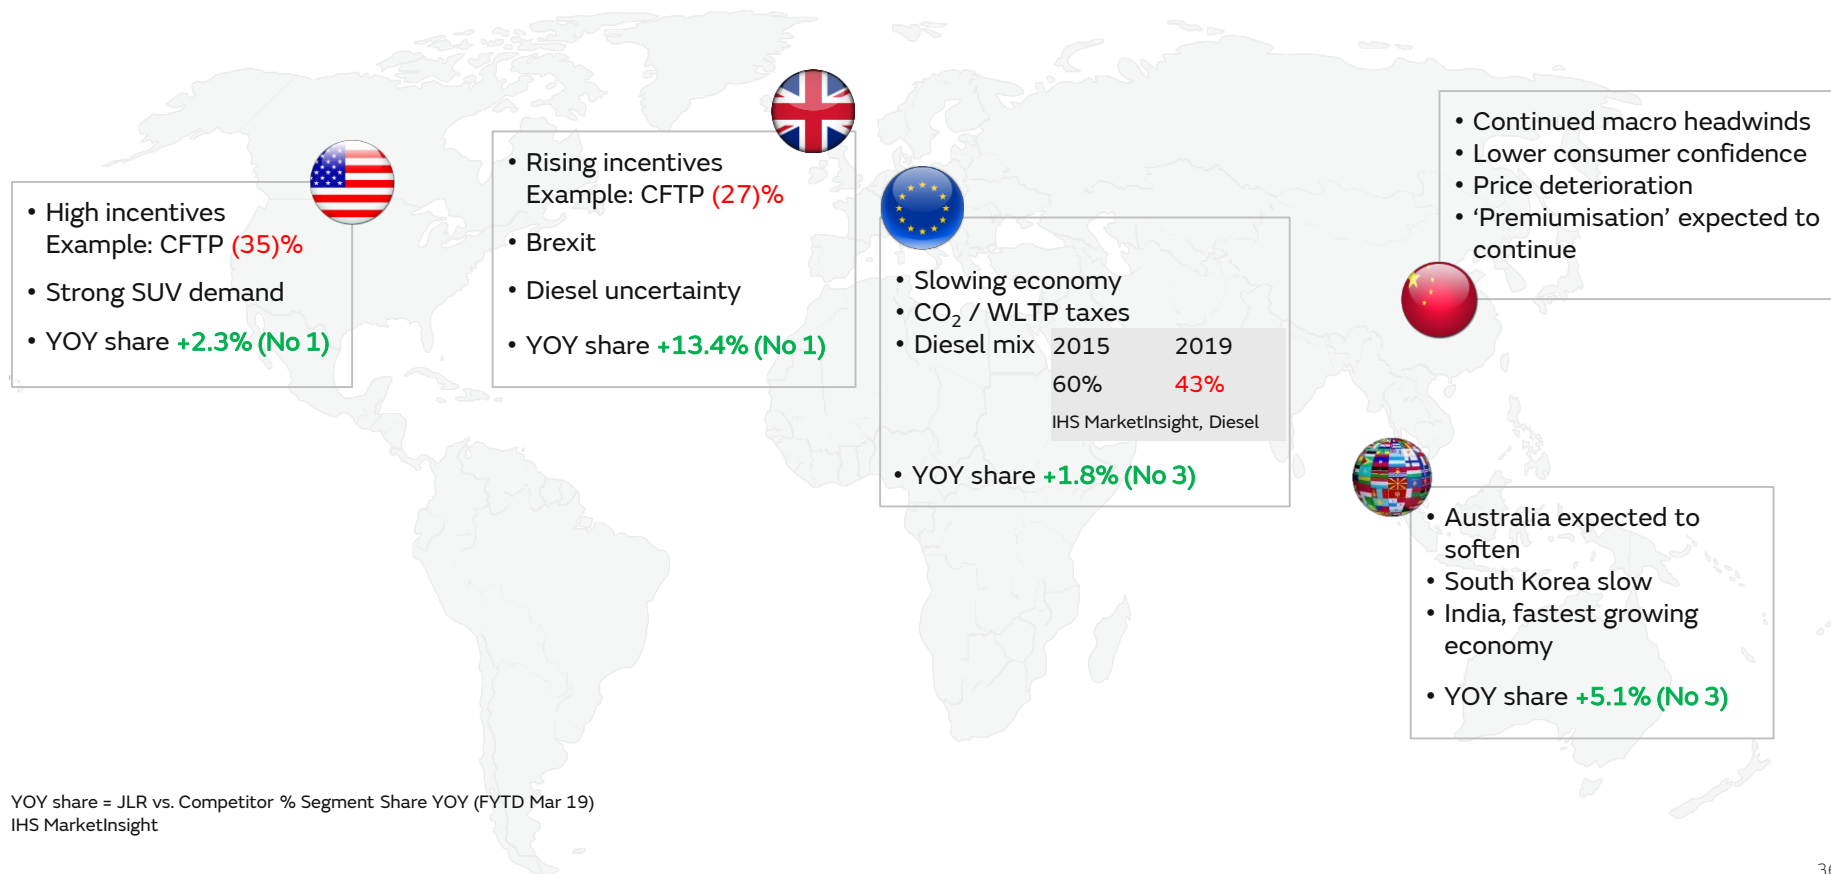 • High incentives
Example: CFTP (35)%
• Strong SUV demand
• YOY share +2.3% (No 1)
• Rising incentives
Example: CFTP (27)%
• Brexit
• Diesel uncertainty
• YOY share +13.4% (No 1)
• Slowing economy
• CO₂ / WLTP taxes
• Diesel mix 2015 2019
60% 43%
IHS MarketInsight, Diesel
• YOY share +1.8% (No 3)
• Continued macro headwinds
• Lower consumer confidence
• Price deterioration
• ‘Premiumisation’ expected to
continue
• Australia expected to
soften
• South Korea slow
• India, fastest growing
economy
• YOY share +5.1% (No 3)
YOY share = JLR vs. Competitor % Segment Share YOY (FYTD Mar 19)
IHS MarketInsight